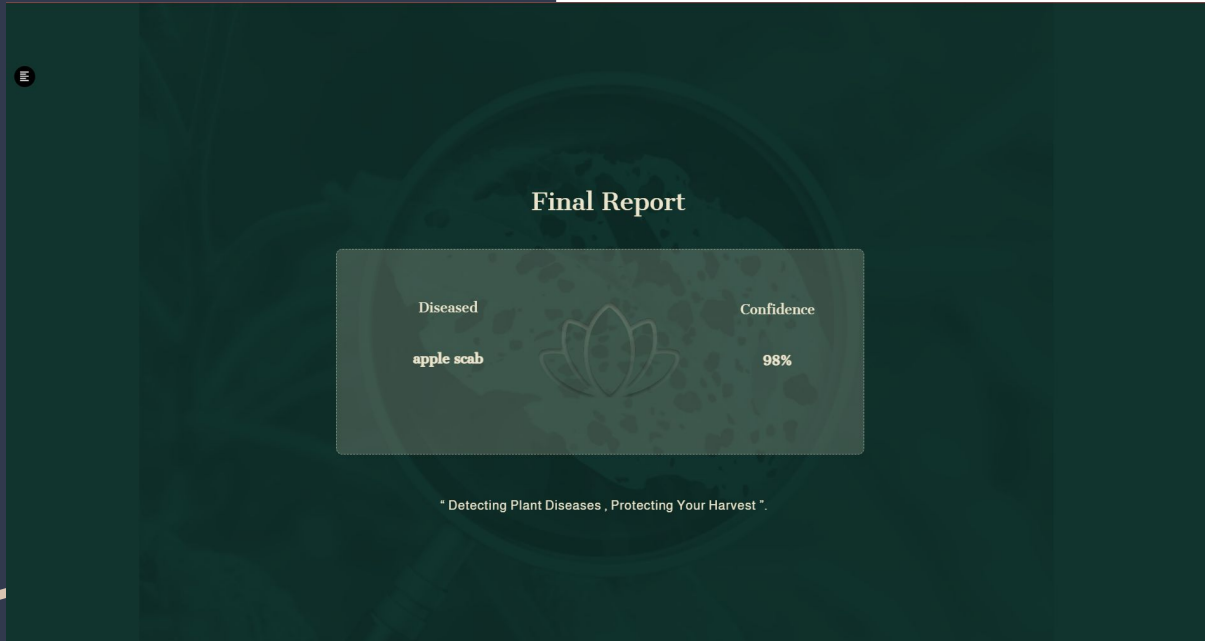 Final Report
Diseased
Confidence
apple scab
98%
“ Detecting Plant Diseases , Protecting Your Harvest ”.